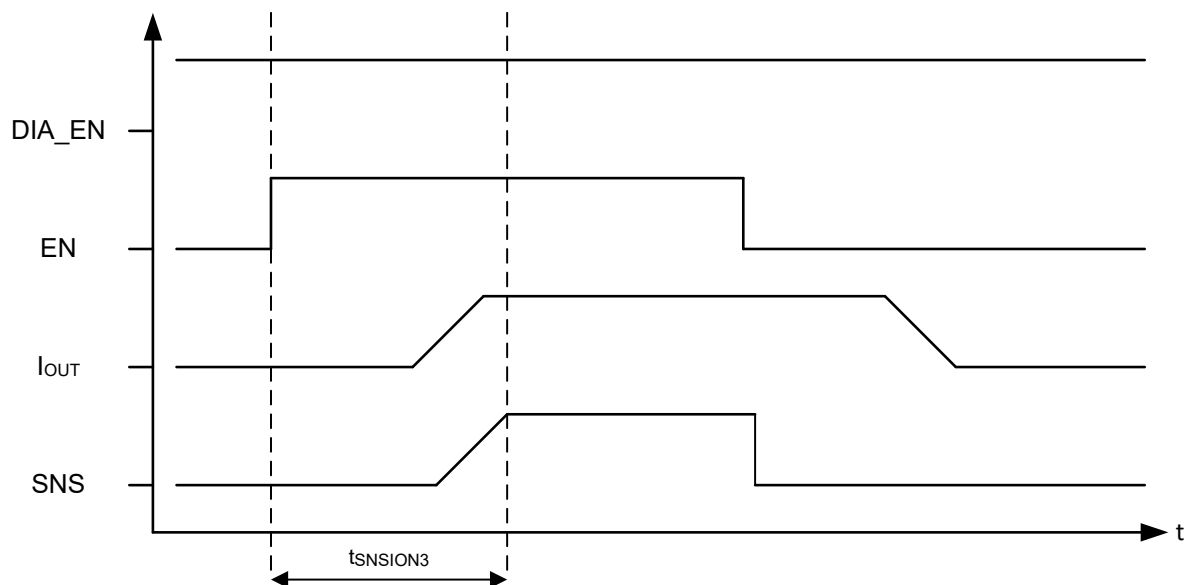 DIA_EN
EN
IOUT
SNS
t
tSNSION3